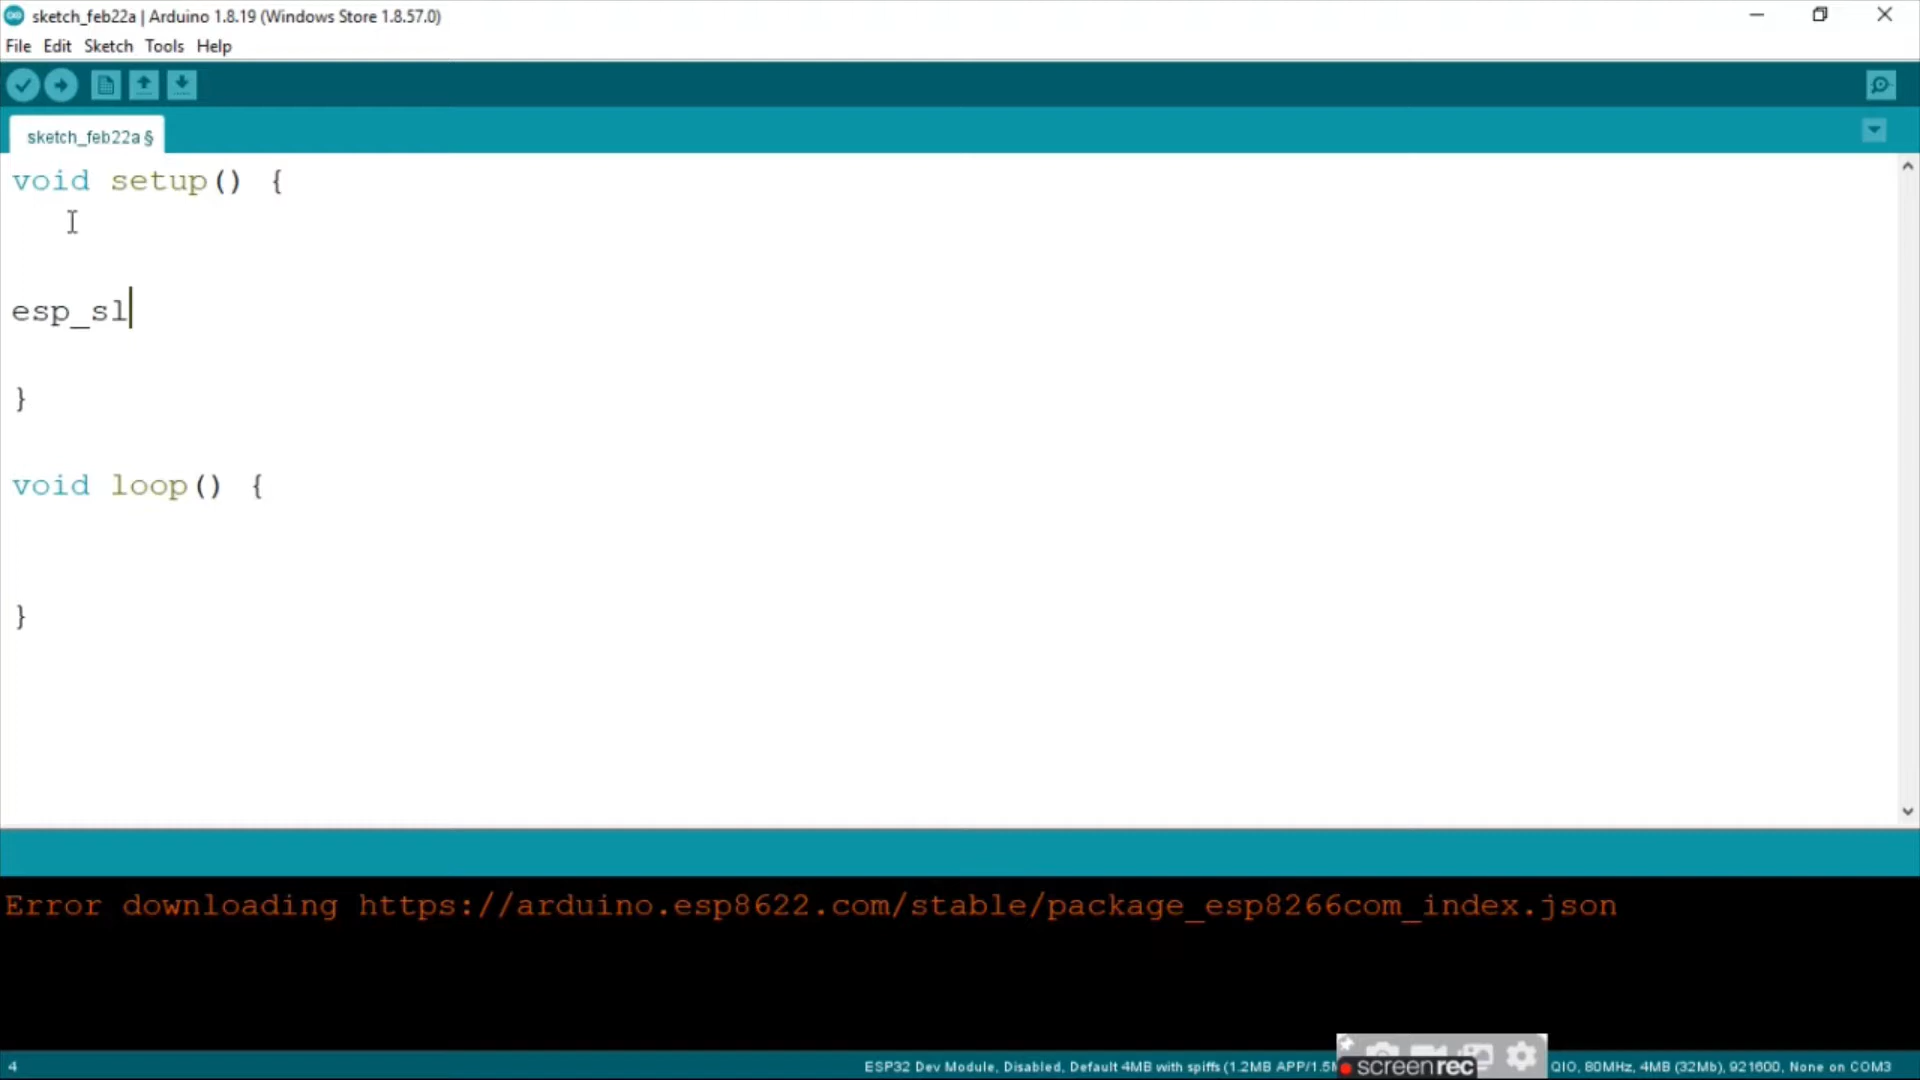 sketch_feb22a | Arduino 1.8.19 (Windows Store 1.8.57.0)
File Edit Sketch Tools Help
sketch_feb22a §
void setup() {
esp_sl
}
void loop() {
}
Error downloading https://arduino.esp8622.com/stable/package_esp8266com_index.json
4 ESP32 Dev Module, Disabled, Default 4MB with spiffs (1.2MB APP/1.5 screenrec QIO, 80MHz, 4MB (32Mb), 921600, None on COM3